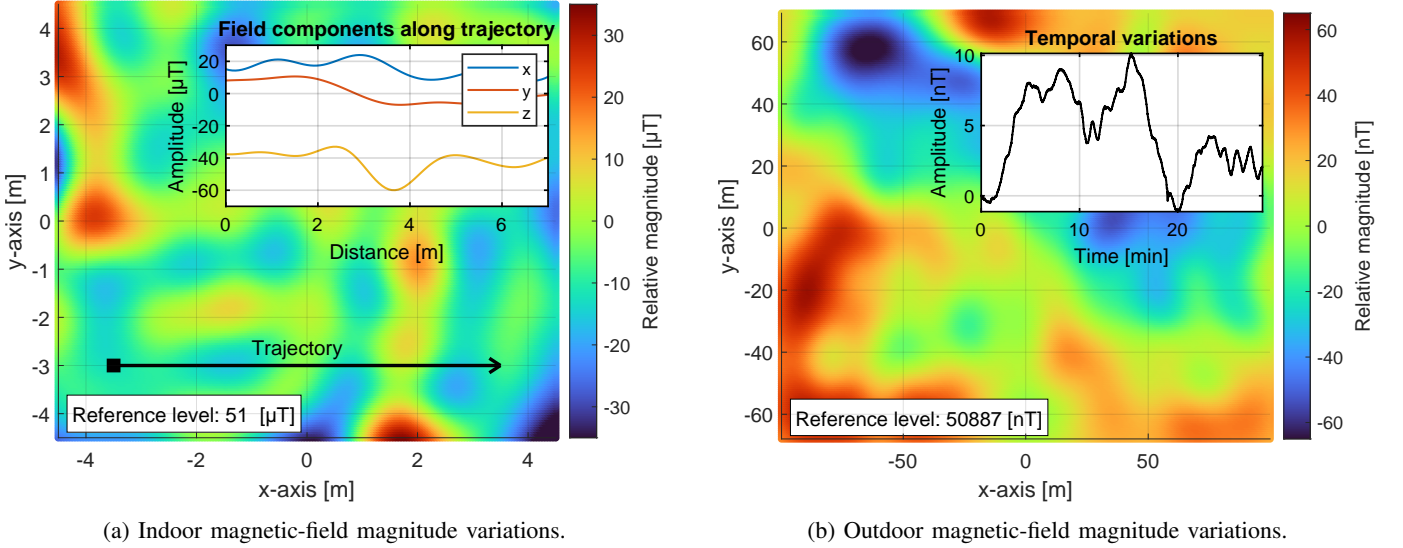 Field components along trajectory
Amplitude [µT]
20
0
-20
-40
-60
x
y
z
0
2
4
6
Distance [m]
y-axis [m]
4
3
2
1
0
-1
-2
-3
-4
Trajectory
Reference level: 51 [µT]
-4
-2
0
2
4
x-axis [m]
30
20
10
0
-10
-20
-30
Relative magnitude [µT]
(a) Indoor magnetic-field magnitude variations.
Temporal variations
Amplitude [nT]
10
5
0
0
10
20
Time [min]
y-axis [m]
60
40
20
0
-20
-40
-60
Reference level: 50887 [nT]
-50
0
50
x-axis [m]
60
40
20
0
-20
-40
-60
Relative magnitude [nT]
(b) Outdoor magnetic-field magnitude variations.